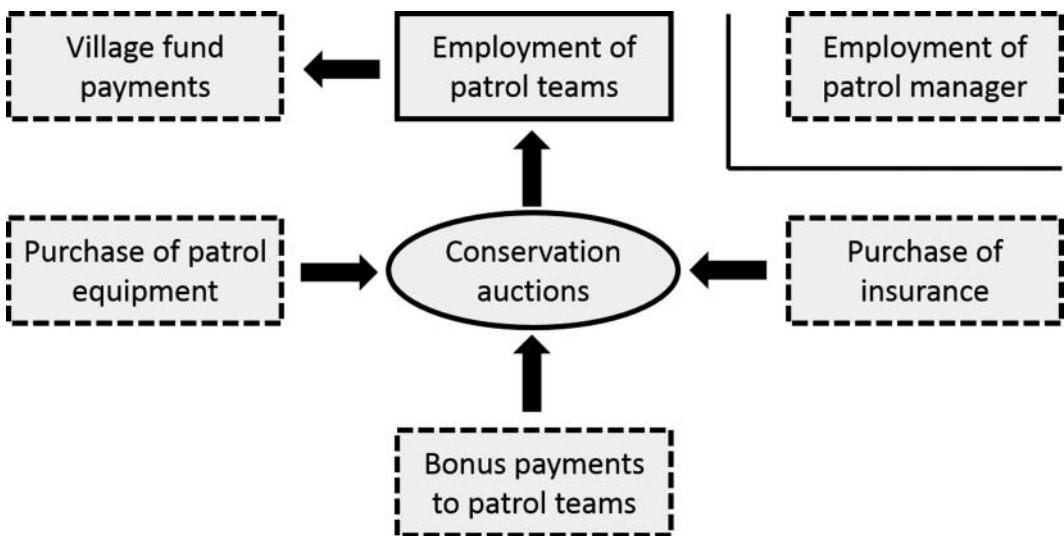 Village fund
payments
Employment of
patrol teams
Employment of
patrol manager
Purchase of patrol
equipment
Conservation
auctions
Purchase of
insurance
Bonus payments
to patrol teams